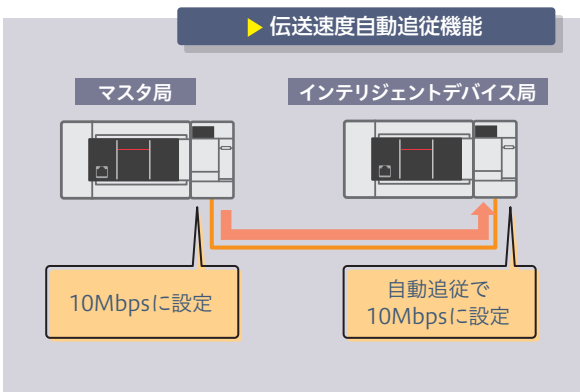 ▶ 伝送速度自動追従機能
マスタ局
インテリジェントデバイス局
10Mbpsに設定
自動追従で
10Mbpsに設定